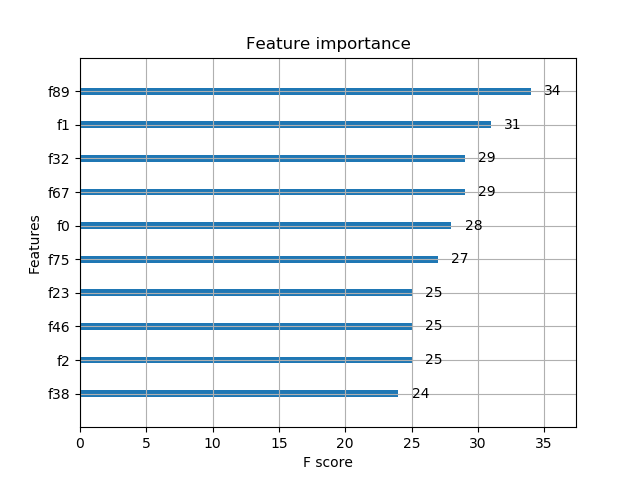 Feature importance
f89 34
f1 31
f32 29
f67 29
f0 28
f75 27
f23 25
f46 25
f2 25
f38 24
Features
0 5 10 15 20 25 30 35
F score